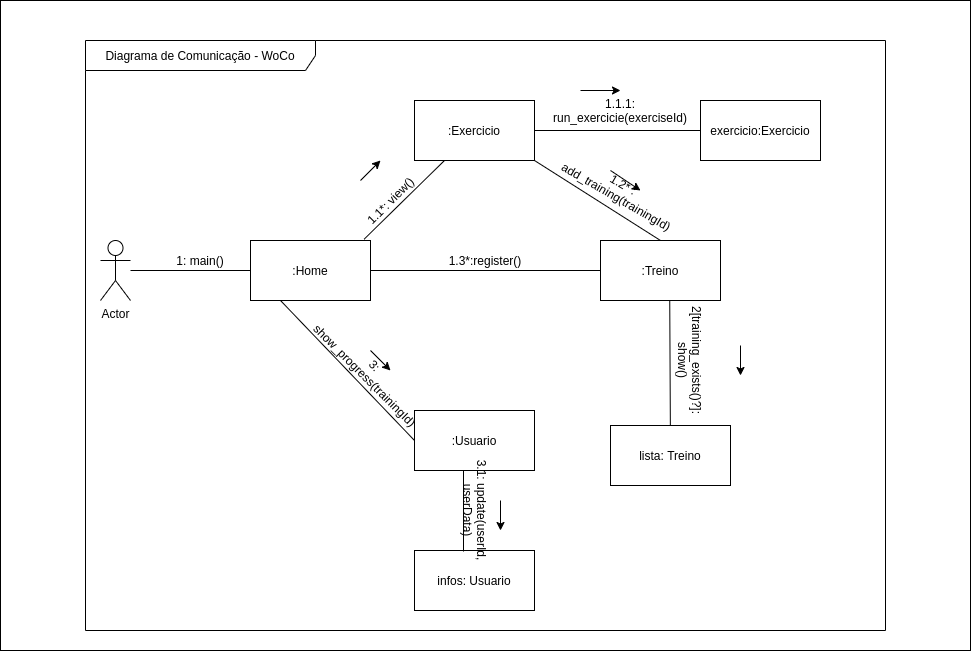 Diagrama de Comunicação - WoCo
:Exercicio
1.1.1:
run_exercicie(exerciseId)
exercicio:Exercicio
1.1*: view()
1.2*:
add_training(trainingId)
Actor
1: main()
:Home
1.3*:register()
:Treino
3:
show_progress(trainingId)
2[training_exists()?]:
show()
:Usuario
lista: Treino
3.1: update(userId,
userData)
infos: Usuario